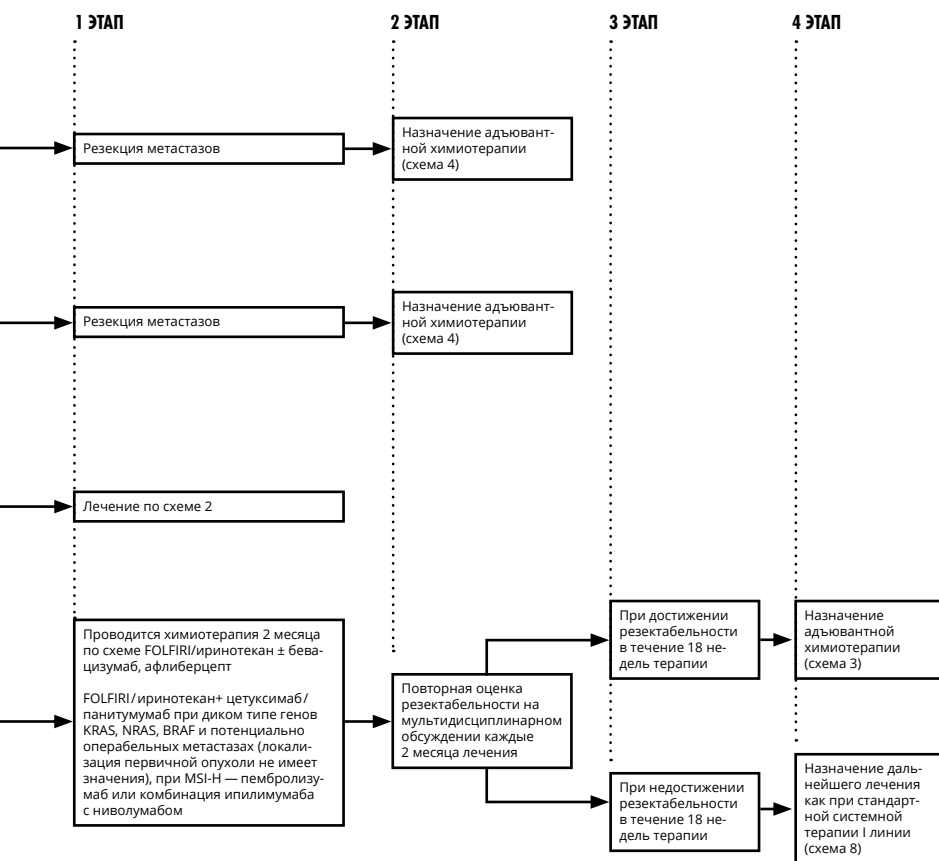 1 ЭТАП
2 ЭТАП
3 ЭТАП
4 ЭТАП
Резекция метастазов
Назначение адъювант-
ной химиотерапии
(схема 4)
Резекция метастазов
Назначение адъювант-
ной химиотерапии
(схема 4)
Лечение по схеме 2
Проводится химиотерапия 2 месяца
по схеме FOLFIRI/иринотекан ± бева-
цизумаб, афлиберцепт
FOLFIRI/иринотекан+ цетуксимаб/
панитумумаб при диком типе генов
KRAS, NRAS, BRAF и потенциально
операбельных метастазах (локали-
зация первичной опухоли не имеет
значения), при MSI-H — пембролизу-
маб или комбинация ипилимумаба
с ниволумабом
Повторная оценка
резектабельности на
мультидисциплинарном
обсуждении каждые
2 месяца лечения
При достижении
резектабельности
в течение 18 не-
дель терапии
Назначение
адъювантной
химиотерапии
(схема 3)
При недостижении
резектабельности
в течение 18 не-
дель терапии
Назначение даль-
нейшего лечения
как при стандарт-
ной системной
терапии I линии
(схема 8)